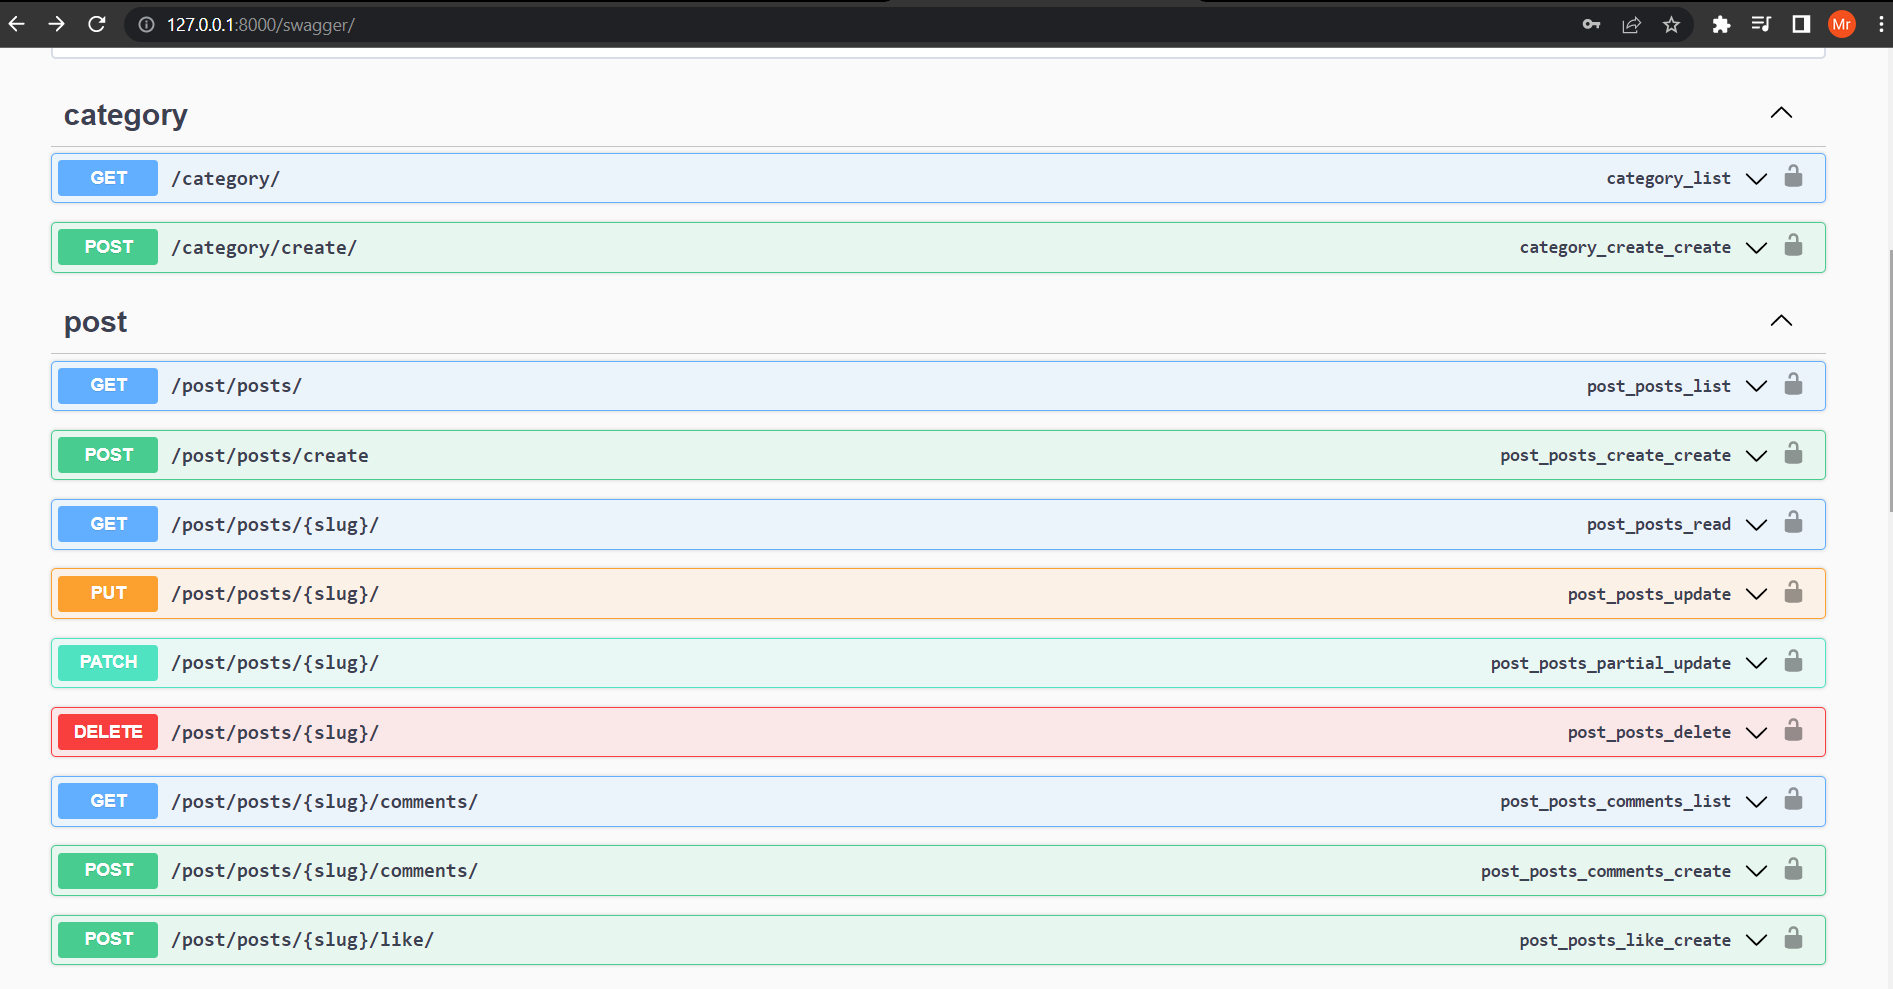 127.0.0.1:8000/swagger/
Mr
category
GET /category/ category_list
POST /category/create/ category_create_create
post
GET /post/posts/ post_posts_list
POST /post/posts/create post_posts_create_create
GET /post/posts/{slug}/ post_posts_read
PUT /post/posts/{slug}/ post_posts_update
PATCH /post/posts/{slug}/ post_posts_partial_update
DELETE /post/posts/{slug}/ post_posts_delete
GET /post/posts/{slug}/comments/ post_posts_comments_list
POST /post/posts/{slug}/comments/ post_posts_comments_create
POST /post/posts/{slug}/like/ post_posts_like_create